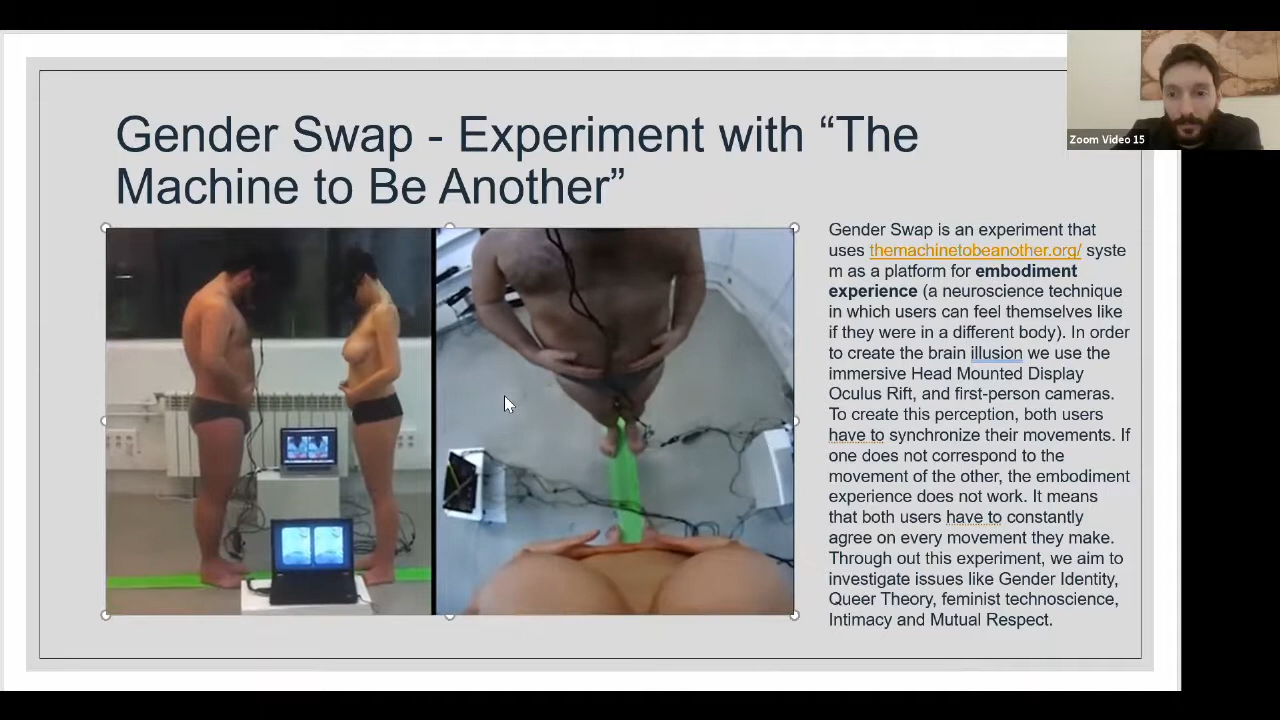 Gender Swap - Experiment with “The
Machine to Be Another”
Gender Swap is an experiment that
uses themachinetobeanother.org/ syste
m as a platform for embodiment
experience (a neuroscience technique
in which users can feel themselves like
if they were in a different body). In order
to create the brain illusion we use the
immersive Head Mounted Display
Oculus Rift, and first-person cameras.
To create this perception, both users
have to synchronize their movements. If
one does not correspond to the
movement of the other, the embodiment
experience does not work. It means
that both users have to constantly
agree on every movement they make.
Through out this experiment, we aim to
investigate issues like Gender Identity,
Queer Theory, feminist technoscience,
Intimacy and Mutual Respect.
Zoom Video 15